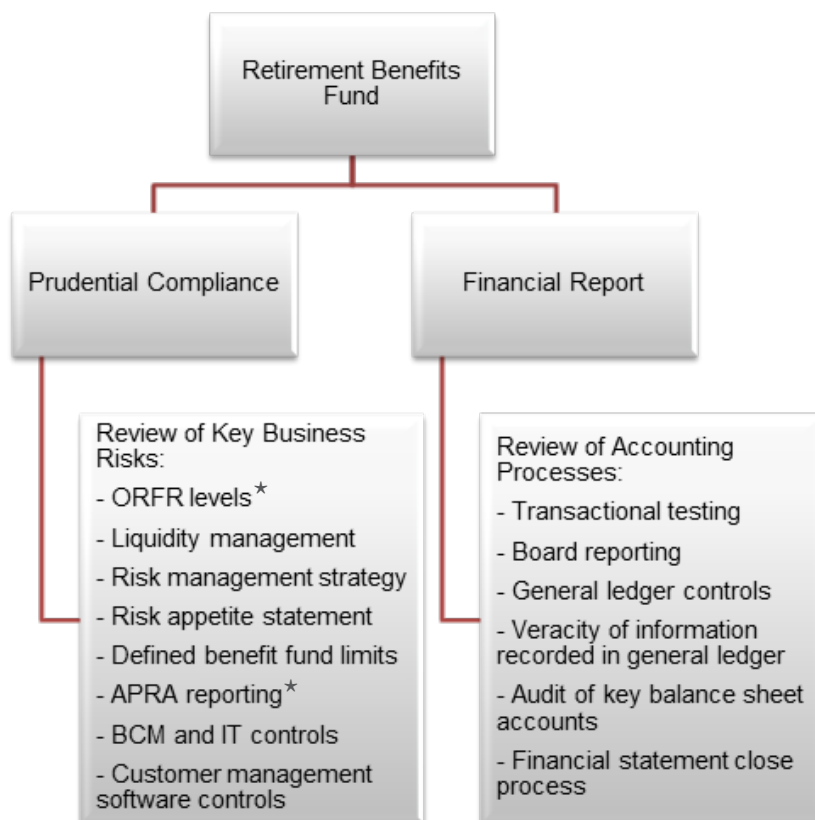 Retirement Benefits
Fund
Prudential Compliance
Financial Report
Review of Key Business
Risks:
- ORFR levels*
- Liquidity management
- Risk management strategy
- Risk appetite statement
- Defined benefit fund limits
- APRA reporting*
- BCM and IT controls
- Customer management
software controls
Review of Accounting
Processes:
- Transactional testing
- Board reporting
- General ledger controls
- Veracity of information
recorded in general ledger
- Audit of key balance sheet
accounts
- Financial statement close
process